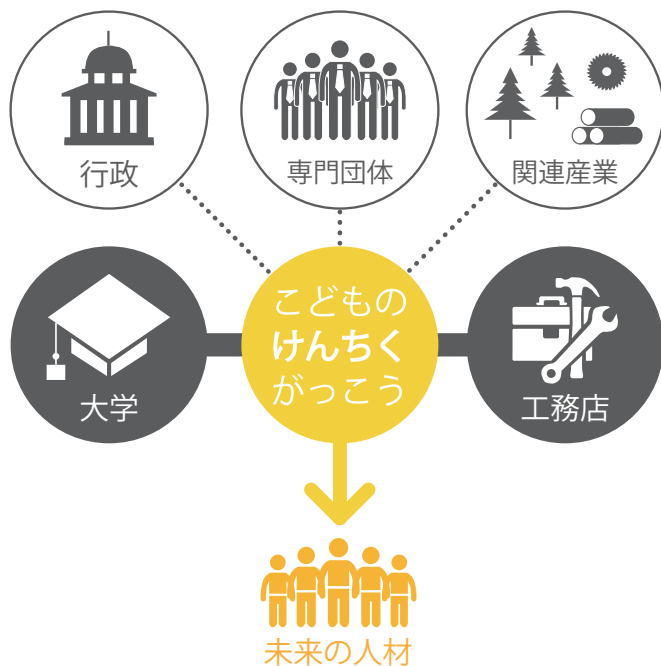 行政
専門団体
関連産業
こどもの
けんちく
がっこう
大学
工務店
未来の人材